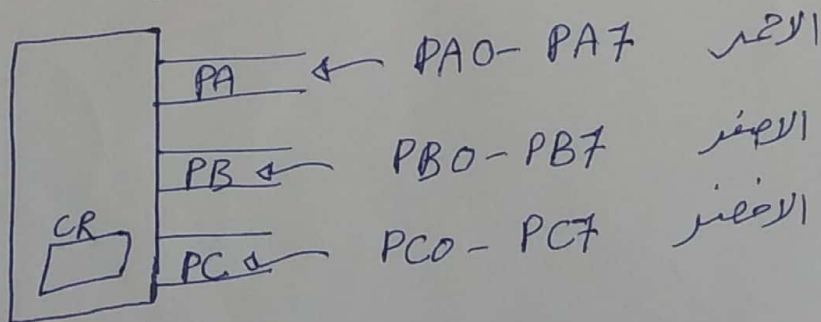 PA PA0 - PA7 الاحمر
PB PB0 - PB7 الاصفر
CR
PC PC0 - PC7 الاخضر